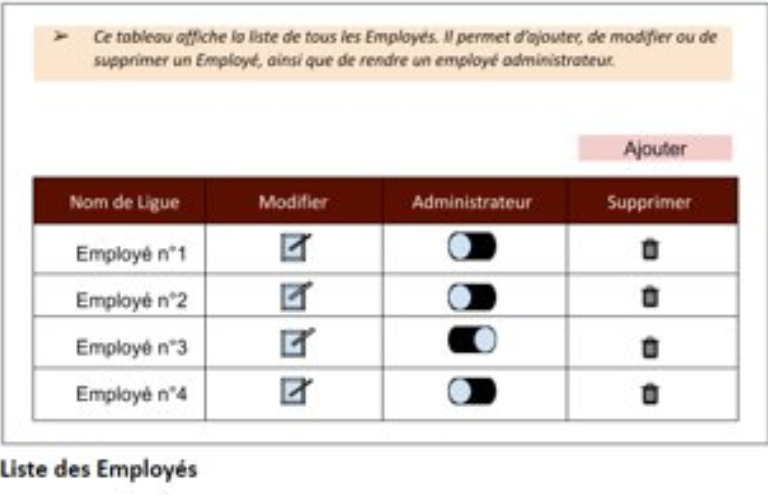 ➢ Ce tableau affiche la liste de tous les Employés. Il permet d'ajouter, de modifier ou de
supprimer un Employé, ainsi que de rendre un employé administrateur.
Ajouter
Nom de Ligue Modifier Administrateur Supprimer
Employé n°1
Employé n°2
Employé n°3
Employé n°4
Liste des Employés